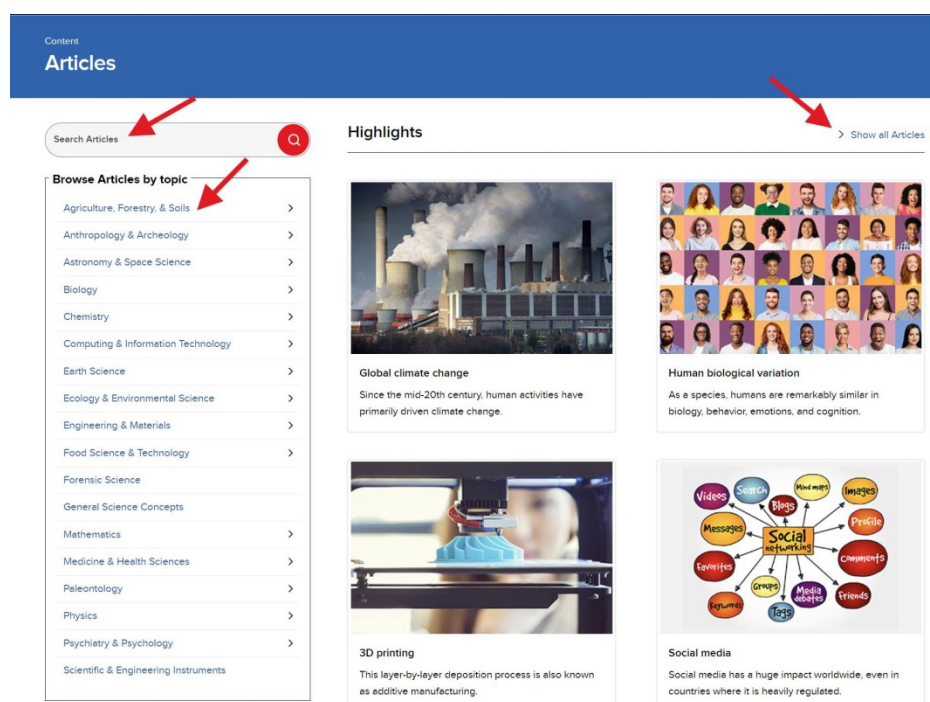 Content
Articles
Search Articles
Browse Articles by topic
Agriculture, Forestry, & Soils
Anthropology & Archeology
Astronomy & Space Science
Biology
Chemistry
Computing & Information Technology
Earth Science
Ecology & Environmental Science
Engineering & Materials
Food Science & Technology
Forensic Science
General Science Concepts
Mathematics
Medicine & Health Sciences
Paleontology
Physics
Psychiatry & Psychology
Scientific & Engineering Instruments
Highlights
Show all Articles
Global climate change
Since the mid-20th century, human activities have
primarily driven climate change.
Human biological variation
As a species, humans are remarkably similar in
biology, behavior, emotions, and cognition.
3D printing
This layer-by-layer deposition process is also known
as additive manufacturing.
Videos
Search
Blogs
Mind maps
Images
Messages
Social
networking
Profile
Favorites
comments
Keywords
Groups
Tags
Media
debates
Friends
Social media
Social media has a huge impact worldwide, even in
countries where it is heavily regulated.